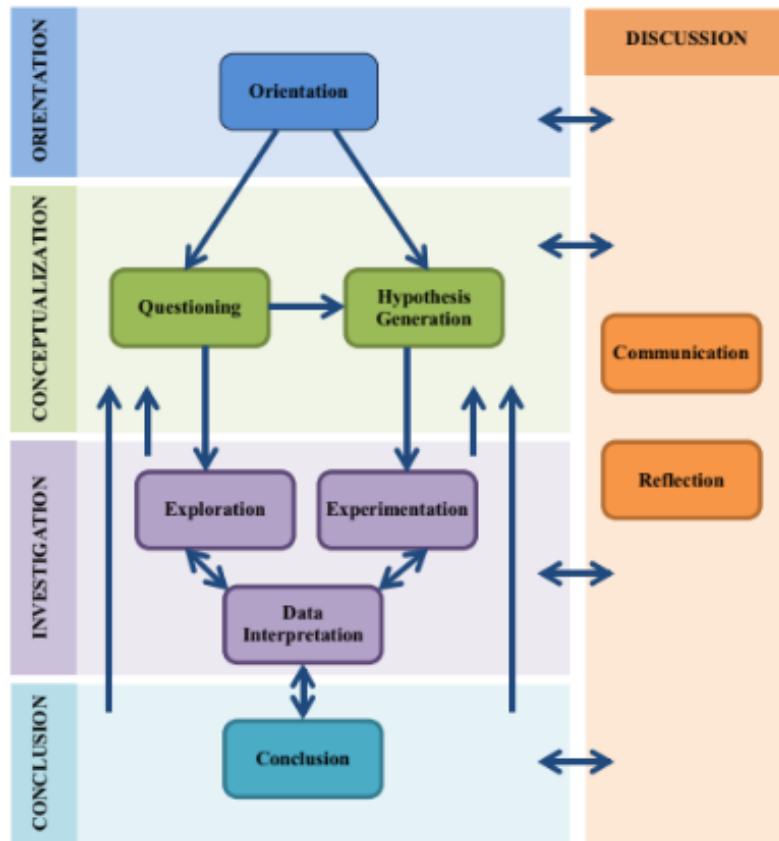 ORIENTATION
Orientation
DISCUSSION
CONCEPTUALIZATION
Questioning
Hypothesis
Generation
Communication
Reflection
INVESTIGATION
Exploration
Experimentation
Data
Interpretation
CONCLUSION
Conclusion